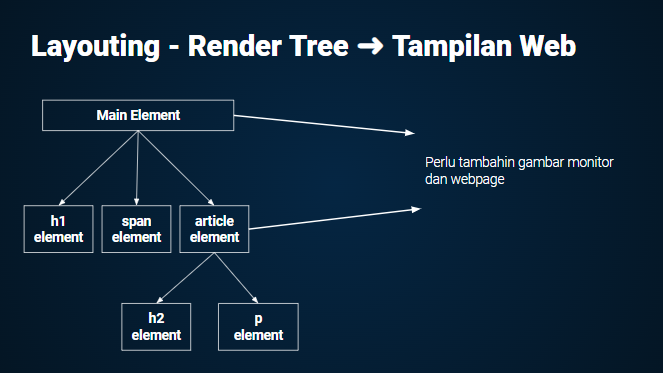 Layouting - Render Tree ➜ Tampilan Web
Main Element
Perlu tambahin gambar monitor
dan webpage
h1
element
span
element
article
element
h2
element
p
element